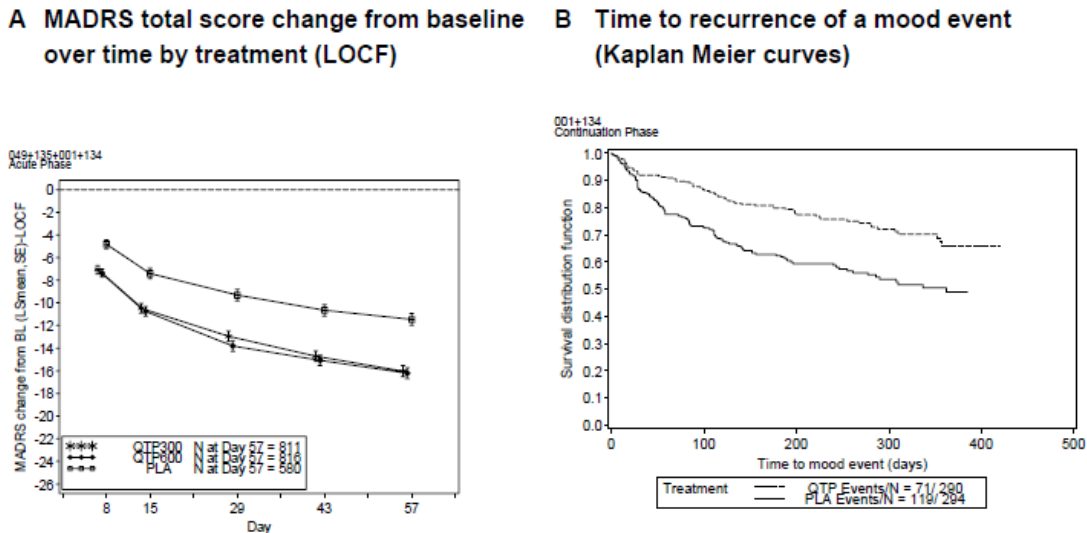 A MADRS total score change from baseline
over time by treatment (LOCF)
049+135+001+134
Acute Phase
MADRS change from BL (LSmean, SE)-LOCF
0
-2
-4
-6
-8
-10
-12
-14
-16
-18
-20
-22
-24
-26
QTP300 N at Day 57 = 811
QTP600 N at Day 57 = 816
PLA N at Day 57 = 580
8 15 29 43 57
Day
B Time to recurrence of a mood event
(Kaplan Meier curves)
001+134
Continuation Phase
Survival distribution function
1.0
0.9
0.8
0.7
0.6
0.5
0.4
0.3
0.2
0.1
0.0
0 100 200 300 400 500
Time to mood event (days)
Treatment
QTP Events/N = 71/ 290
PLA Events/N = 119/ 294